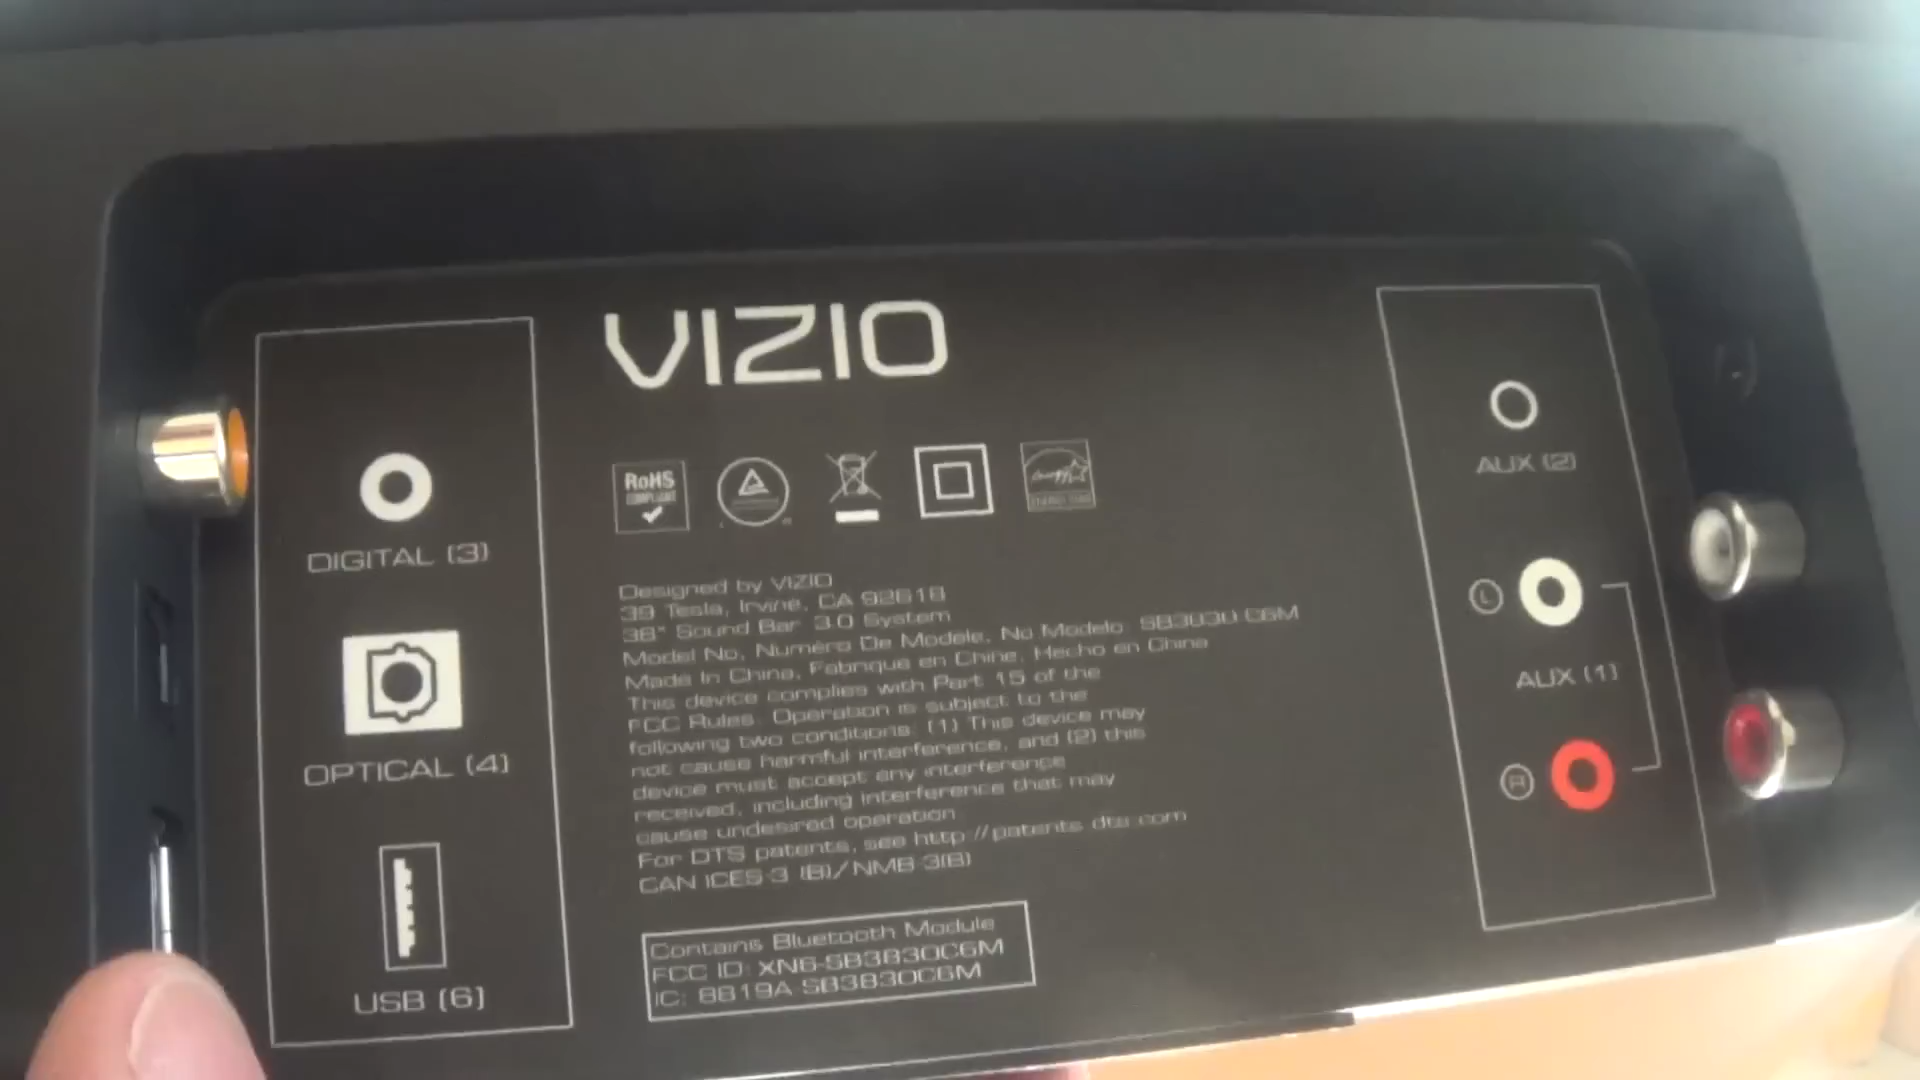 VIZIO
RoHS
COMPLIANT
DIGITAL (3)
OPTICAL (4)
USB (6)
Designed by VIZIO
39 Tesla, Irvine, CA 92618
38" Sound Bar 3.0 System
Model No, Numéro De Modele, No Modelo: SB3830-C6M
Made In China, Fabriqué en Chine, Hecho en China
This device complies with Part 15 of the
FCC Rules. Operation is subject to the
following two conditions: (1) This device may
not cause harmful interference, and (2) this
device must accept any interference
received, including interference that may
cause undesired operation
For DTS patents, see http://patents.dts.com
CAN ICES-3 (B)/NMB-3(B)
Contains Bluetooth Module
FCC ID: XN6-SB3830C6M
IC: 8819A-SB3830C6M
AUX (2)
L
AUX (1)
R